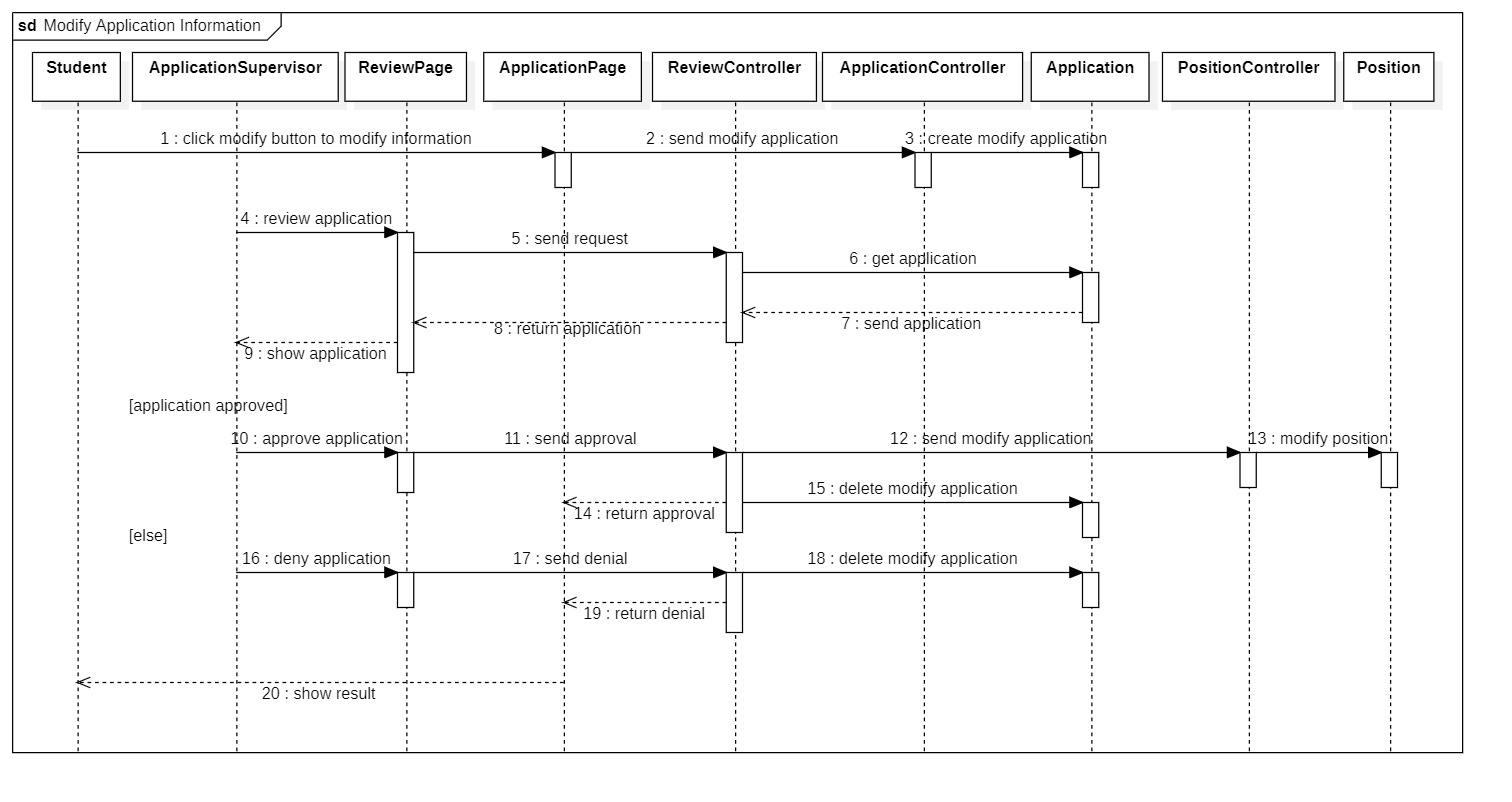 sd Modify Application Information
Student
ApplicationSupervisor
ReviewPage
ApplicationPage
ReviewController
ApplicationController
Application
PositionController
Position
1 : click modify button to modify information
2 : send modify application
3 : create modify application
4 : review application
5 : send request
6 : get application
7 : send application
8 : return application
9 : show application
[application approved]
10 : approve application
11 : send approval
12 : send modify application
13 : modify position
15 : delete modify application
14 : return approval
[else]
16 : deny application
17 : send denial
18 : delete modify application
19 : return denial
20 : show result